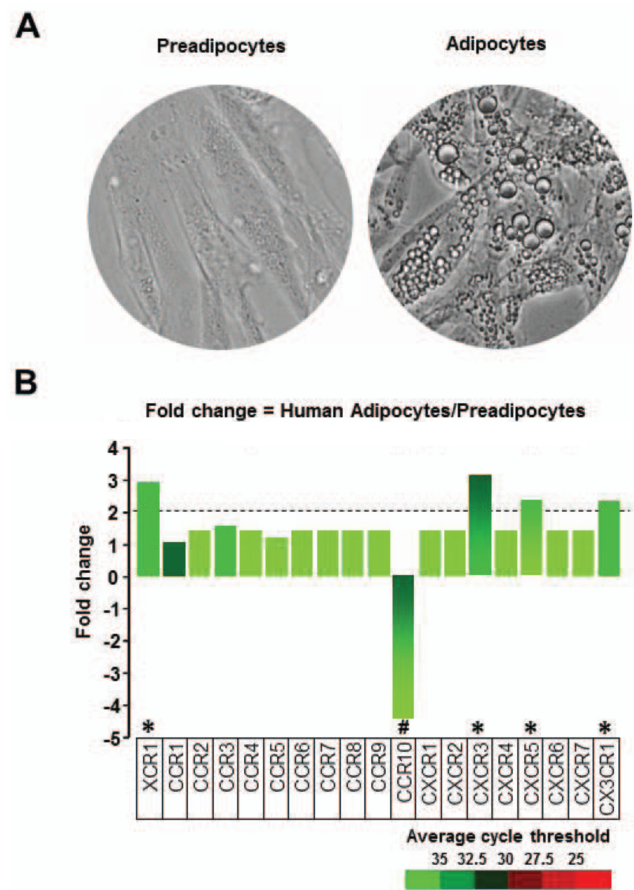 A
Preadipocytes Adipocytes
B
Fold change = Human Adipocytes/Preadipocytes
4
3
2
1
0
-1
-2
-3
-4
-5
Fold change
* # * * *
XCR1 CCR1 CCR2 CCR3 CCR4 CCR5 CCR6 CCR7 CCR8 CCR9 CCR10 CXCR1 CXCR2 CXCR3 CXCR4 CXCR5 CXCR6 CXCR7 CX3CR1
Average cycle threshold
35 32.5 30 27.5 25